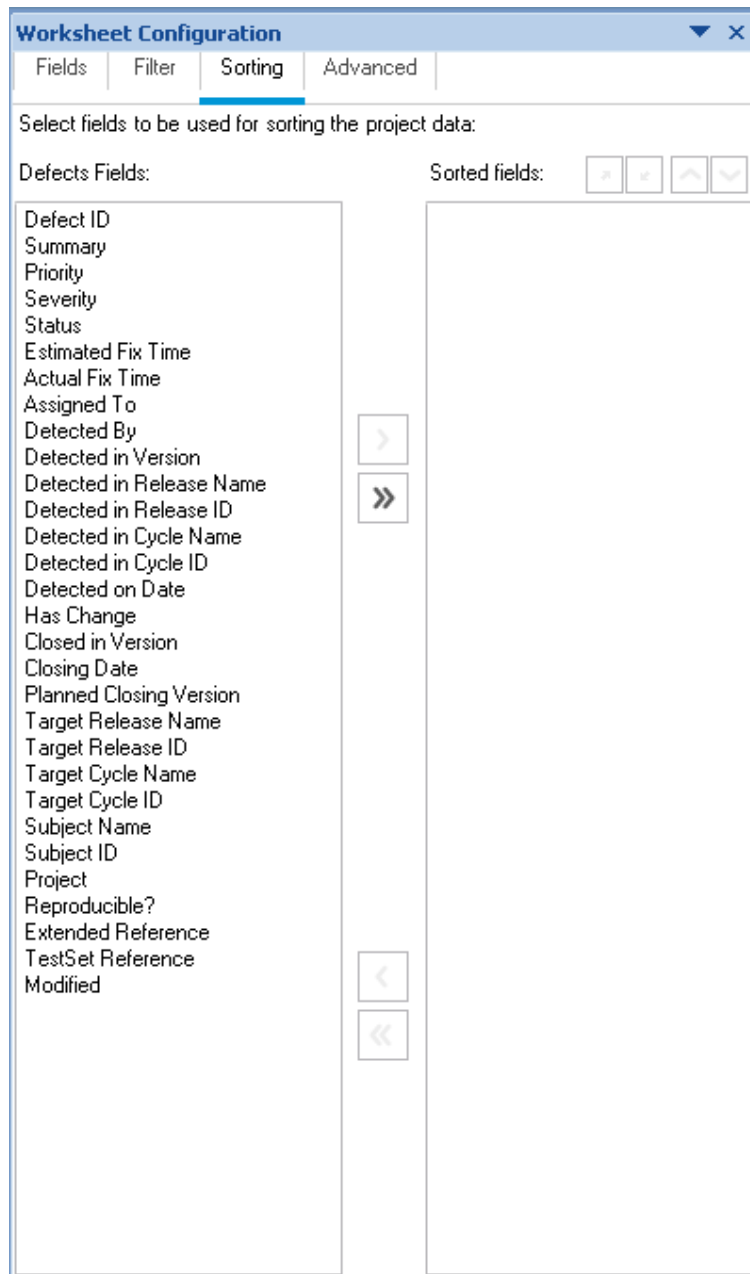 Worksheet Configuration
Fields Filter Sorting Advanced
Select fields to be used for sorting the project data:
Defects Fields: Sorted fields:
Defect ID
Summary
Priority
Severity
Status
Estimated Fix Time
Actual Fix Time
Assigned To
Detected By
Detected in Version
Detected in Release Name
Detected in Release ID
Detected in Cycle Name
Detected in Cycle ID
Detected on Date
Has Change
Closed in Version
Closing Date
Planned Closing Version
Target Release Name
Target Release ID
Target Cycle Name
Target Cycle ID
Subject Name
Subject ID
Project
Reproducible?
Extended Reference
TestSet Reference
Modified